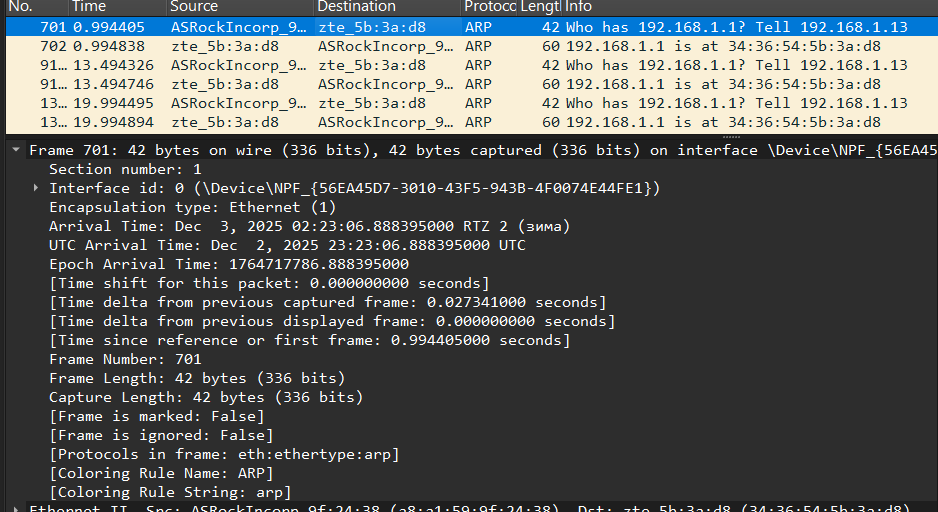 No. Time Source Destination Protocc Lengtl Info
701 0.994405 ASRockIncorp_9… zte_5b:3a:d8 ARP 42 Who has 192.168.1.1? Tell 192.168.1.13
702 0.994838 zte_5b:3a:d8 ASRockIncorp_9… ARP 60 192.168.1.1 is at 34:36:54:5b:3a:d8
91… 13.494326 ASRockIncorp_9… zte_5b:3a:d8 ARP 42 Who has 192.168.1.1? Tell 192.168.1.13
91… 13.494746 zte_5b:3a:d8 ASRockIncorp_9… ARP 60 192.168.1.1 is at 34:36:54:5b:3a:d8
13… 19.994495 ASRockIncorp_9… zte_5b:3a:d8 ARP 42 Who has 192.168.1.1? Tell 192.168.1.13
13… 19.994894 zte_5b:3a:d8 ASRockIncorp_9… ARP 60 192.168.1.1 is at 34:36:54:5b:3a:d8
Frame 701: 42 bytes on wire (336 bits), 42 bytes captured (336 bits) on interface \Device\NPF_{56EA45
Section number: 1
Interface id: 0 (\Device\NPF_{56EA45D7-3010-43F5-943B-4F0074E44FE1})
Encapsulation type: Ethernet (1)
Arrival Time: Dec  3, 2025 02:23:06.888395000 RTZ 2 (зима)
UTC Arrival Time: Dec  2, 2025 23:23:06.888395000 UTC
Epoch Arrival Time: 1764717786.888395000
[Time shift for this packet: 0.000000000 seconds]
[Time delta from previous captured frame: 0.027341000 seconds]
[Time delta from previous displayed frame: 0.000000000 seconds]
[Time since reference or first frame: 0.994405000 seconds]
Frame Number: 701
Frame Length: 42 bytes (336 bits)
Capture Length: 42 bytes (336 bits)
[Frame is marked: False]
[Frame is ignored: False]
[Protocols in frame: eth:ethertype:arp]
[Coloring Rule Name: ARP]
[Coloring Rule String: arp]
Ethernet II, Src: ASRockIncorp_9f:24:38 (a8:a1:59:9f:24:38), Dst: zte_5b:3a:d8 (34:36:54:5b:3a:d8)